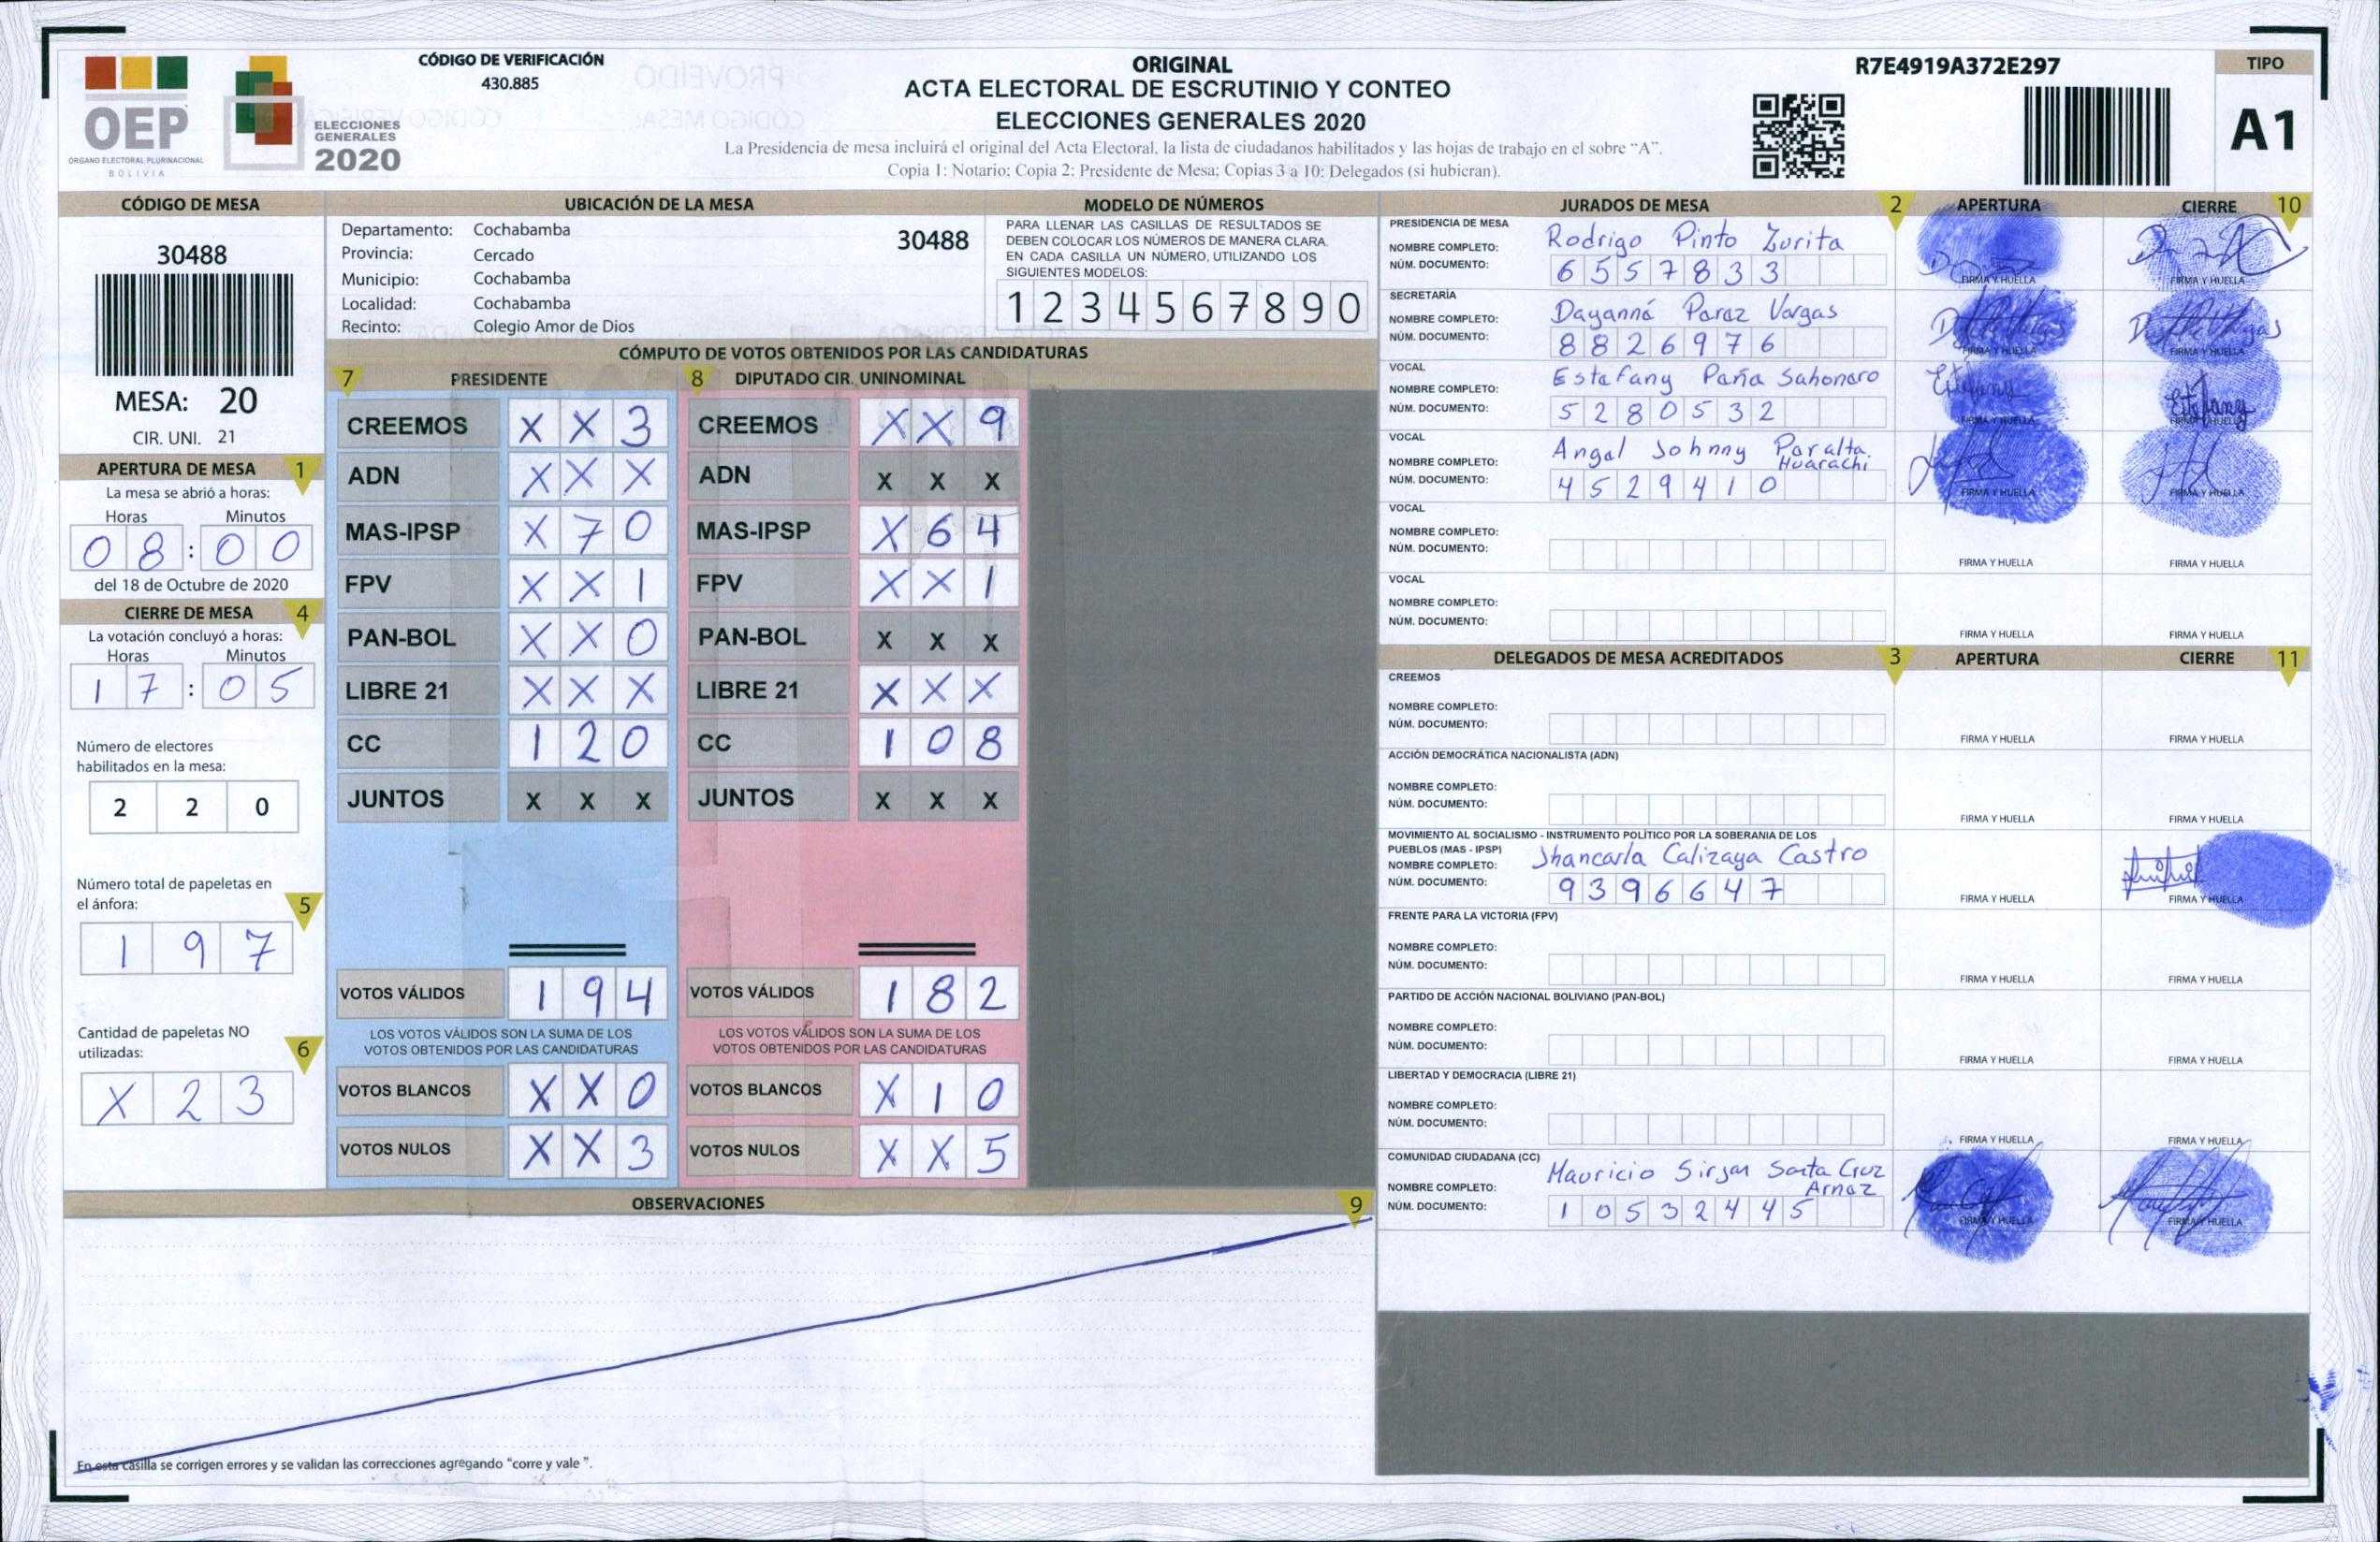 CÓDIGO DE VERIFICACIÓN
430.885
ORIGINAL
ACTA ELECTORAL DE ESCRUTINIO Y CONTEO
ELECCIONES GENERALES 2020
La Presidencia de mesa incluirá el original del Acta Electoral, la lista de ciudadanos habilitados y las hojas de trabajo en el sobre "A".
Copia 1: Notario; Copia 2: Presidente de Mesa; Copias 3 a 10: Delegados (si hubieran).
R7E4919A372E297
TIPO
A1
OEP
ÓRGANO ELECTORAL PLURINACIONAL
BOLIVIA
ELECCIONES
GENERALES
2020
CÓDIGO DE MESA
30488
MESA: 20
CIR. UNI. 21
APERTURA DE MESA 1
La mesa se abrió a horas:
Horas Minutos
08:00
del 18 de Octubre de 2020
CIERRE DE MESA 4
La votación concluyó a horas:
Horas Minutos
17:05
Número de electores
habilitados en la mesa:
220
Número total de papeletas en
el ánfora: 5
197
Cantidad de papeletas NO
utilizadas: 6
X23
UBICACIÓN DE LA MESA
Departamento: Cochabamba 30488
Provincia: Cercado
Municipio: Cochabamba
Localidad: Cochabamba
Recinto: Colegio Amor de Dios
MODELO DE NÚMEROS
PARA LLENAR LAS CASILLAS DE RESULTADOS SE
DEBEN COLOCAR LOS NÚMEROS DE MANERA CLARA.
EN CADA CASILLA UN NÚMERO, UTILIZANDO LOS
SIGUIENTES MODELOS:
1234567890
CÓMPUTO DE VOTOS OBTENIDOS POR LAS CANDIDATURAS
7 PRESIDENTE 8 DIPUTADO CIR. UNINOMINAL
CREEMOS X X 3 CREEMOS X X 9
ADN X X X ADN X X X
MAS-IPSP X 7 0 MAS-IPSP X 6 4
FPV X X 1 FPV X X 1
PAN-BOL X X 0 PAN-BOL X X X
LIBRE 21 X X X LIBRE 21 X X X
CC 1 2 0 CC 1 0 8
JUNTOS X X X JUNTOS X X X
VOTOS VÁLIDOS 1 9 4 VOTOS VÁLIDOS 1 8 2
LOS VOTOS VÁLIDOS SON LA SUMA DE LOS LOS VOTOS VÁLIDOS SON LA SUMA DE LOS
VOTOS OBTENIDOS POR LAS CANDIDATURAS VOTOS OBTENIDOS POR LAS CANDIDATURAS
VOTOS BLANCOS X X 0 VOTOS BLANCOS X 1 0
VOTOS NULOS X X 3 VOTOS NULOS X X 5
OBSERVACIONES 9
En esta casilla se corrigen errores y se validan las correcciones agregando "corre y vale ".
JURADOS DE MESA 2 APERTURA CIERRE 10
PRESIDENCIA DE MESA
NOMBRE COMPLETO: Rodrigo Pinto Zurita
NÚM. DOCUMENTO: 6557833
FIRMA Y HUELLA FIRMA Y HUELLA
SECRETARÍA
NOMBRE COMPLETO: Dayanná Paraz Vargas
NÚM. DOCUMENTO: 8826976
FIRMA Y HUELLA FIRMA Y HUELLA
VOCAL
NOMBRE COMPLETO: Estefany Paña Sahonero
NÚM. DOCUMENTO: 5280532
FIRMA Y HUELLA FIRMA Y HUELLA
VOCAL
NOMBRE COMPLETO: Angel Johnny Paralta
Huarachi
NÚM. DOCUMENTO: 4529410
FIRMA Y HUELLA FIRMA Y HUELLA
VOCAL
NOMBRE COMPLETO:
NÚM. DOCUMENTO:
FIRMA Y HUELLA FIRMA Y HUELLA
VOCAL
NOMBRE COMPLETO:
NÚM. DOCUMENTO:
FIRMA Y HUELLA FIRMA Y HUELLA
DELEGADOS DE MESA ACREDITADOS 3 APERTURA CIERRE 11
CREEMOS
NOMBRE COMPLETO:
NÚM. DOCUMENTO:
FIRMA Y HUELLA FIRMA Y HUELLA
ACCIÓN DEMOCRÁTICA NACIONALISTA (ADN)
NOMBRE COMPLETO:
NÚM. DOCUMENTO:
FIRMA Y HUELLA FIRMA Y HUELLA
MOVIMIENTO AL SOCIALISMO - INSTRUMENTO POLÍTICO POR LA SOBERANIA DE LOS
PUEBLOS (MAS - IPSP)
NOMBRE COMPLETO: Jhancarla Calizaya Castro
NÚM. DOCUMENTO: 9396647
FIRMA Y HUELLA FIRMA Y HUELLA
FRENTE PARA LA VICTORIA (FPV)
NOMBRE COMPLETO:
NÚM. DOCUMENTO:
FIRMA Y HUELLA FIRMA Y HUELLA
PARTIDO DE ACCIÓN NACIONAL BOLIVIANO (PAN-BOL)
NOMBRE COMPLETO:
NÚM. DOCUMENTO:
FIRMA Y HUELLA FIRMA Y HUELLA
LIBERTAD Y DEMOCRACIA (LIBRE 21)
NOMBRE COMPLETO:
NÚM. DOCUMENTO:
FIRMA Y HUELLA FIRMA Y HUELLA
COMUNIDAD CIUDADANA (CC)
NOMBRE COMPLETO: Mauricio Sirjan Santa Cruz
Arnez
NÚM. DOCUMENTO: 10532445
FIRMA Y HUELLA FIRMA Y HUELLA